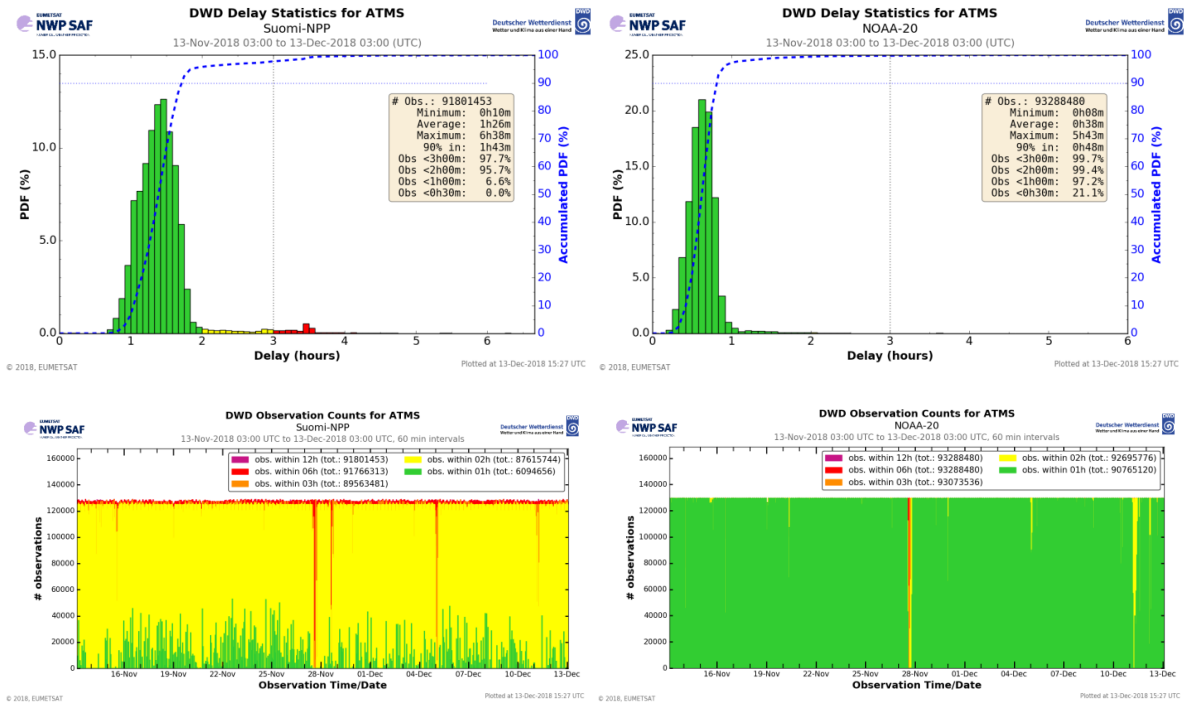 EUMETSAT
NWP SAF
DWD Delay Statistics for ATMS
Suomi-NPP
13-Nov-2018 03:00 to 13-Dec-2018 03:00 (UTC)
Deutscher Wetterdienst
Wetter und Klima aus einer Hand
DWD
PDF (%)
15.0
10.0
5.0
0.0
# Obs.: 91801453
Minimum: 0h10m
Average: 1h26m
Maximum: 6h38m
90% in: 1h43m
Obs <3h00m: 97.7%
Obs <2h00m: 95.7%
Obs <1h00m: 6.6%
Obs <0h30m: 0.0%
100
90
80
70
60
50
40
30
20
10
0
Accumulated PDF (%)
0 1 2 3 4 5 6
Delay (hours)
© 2018, EUMETSAT
Plotted at 13-Dec-2018 15:27 UTC
EUMETSAT
NWP SAF
DWD Delay Statistics for ATMS
NOAA-20
13-Nov-2018 03:00 to 13-Dec-2018 03:00 (UTC)
Deutscher Wetterdienst
Wetter und Klima aus einer Hand
DWD
PDF (%)
25.0
20.0
15.0
10.0
5.0
0.0
# Obs.: 93288480
Minimum: 0h08m
Average: 0h38m
Maximum: 5h43m
90% in: 0h48m
Obs <3h00m: 99.7%
Obs <2h00m: 99.4%
Obs <1h00m: 97.2%
Obs <0h30m: 21.1%
100
90
80
70
60
50
40
30
20
10
0
Accumulated PDF (%)
0 1 2 3 4 5 6
Delay (hours)
© 2018, EUMETSAT
Plotted at 13-Dec-2018 15:27 UTC
EUMETSAT
NWP SAF
DWD Observation Counts for ATMS
Suomi-NPP
13-Nov-2018 03:00 UTC to 13-Dec-2018 03:00 UTC, 60 min intervals
Deutscher Wetterdienst
Wetter und Klima aus einer Hand
DWD
obs. within 12h (tot.: 91801453) obs. within 02h (tot.: 87615744)
obs. within 06h (tot.: 91766313) obs. within 01h (tot.: 6094656)
obs. within 03h (tot.: 89563481)
# observations
160000
140000
120000
100000
80000
60000
40000
20000
0
16-Nov 19-Nov 22-Nov 25-Nov 28-Nov 01-Dec 04-Dec 07-Dec 10-Dec 13-Dec
Observation Time/Date
© 2018, EUMETSAT
Plotted at 13-Dec-2018 15:27 UTC
EUMETSAT
NWP SAF
DWD Observation Counts for ATMS
NOAA-20
13-Nov-2018 03:00 UTC to 13-Dec-2018 03:00 UTC, 60 min intervals
Deutscher Wetterdienst
Wetter und Klima aus einer Hand
DWD
obs. within 12h (tot.: 93288480) obs. within 02h (tot.: 92695776)
obs. within 06h (tot.: 93288480) obs. within 01h (tot.: 90765120)
obs. within 03h (tot.: 93073536)
# observations
160000
140000
120000
100000
80000
60000
40000
20000
0
16-Nov 19-Nov 22-Nov 25-Nov 28-Nov 01-Dec 04-Dec 07-Dec 10-Dec 13-Dec
Observation Time/Date
© 2018, EUMETSAT
Plotted at 13-Dec-2018 15:27 UTC